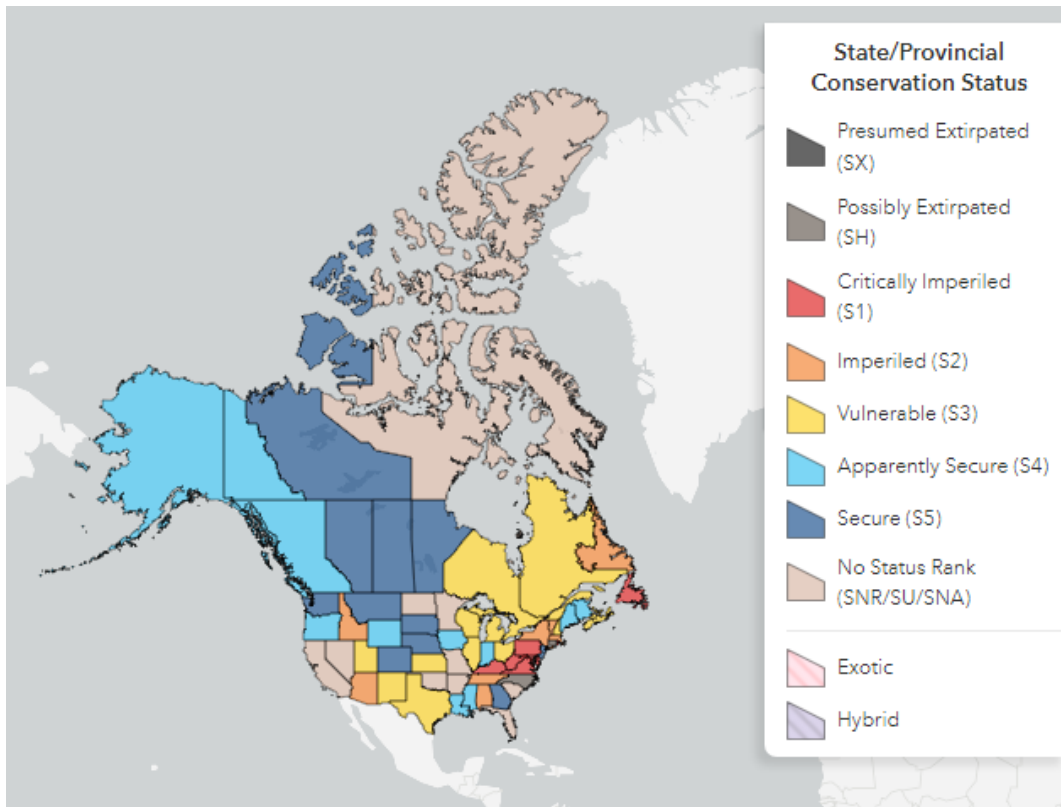 State/Provincial
Conservation Status
Presumed Extirpated
(SX)
Possibly Extirpated
(SH)
Critically Imperiled
(S1)
Imperiled (S2)
Vulnerable (S3)
Apparently Secure (S4)
Secure (S5)
No Status Rank
(SNR/SU/SNA)
Exotic
Hybrid